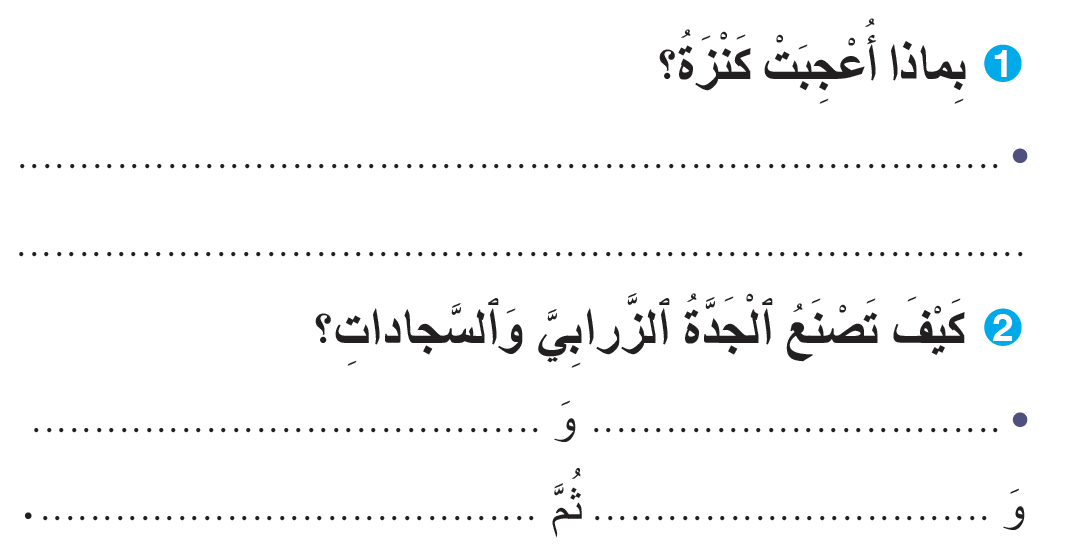 1 بِماذا أُعْجِبَتْ كَنْزَةُ؟
• ................................................................................
................................................................................
2 كَيْفَ تَصْنَعُ ٱلْجَدَّةُ ٱلزَّرابِيَّ وَٱلسَّجاداتِ؟
• ................................. وَ .........................................
وَ ................................ ثُمَّ ........................................ .